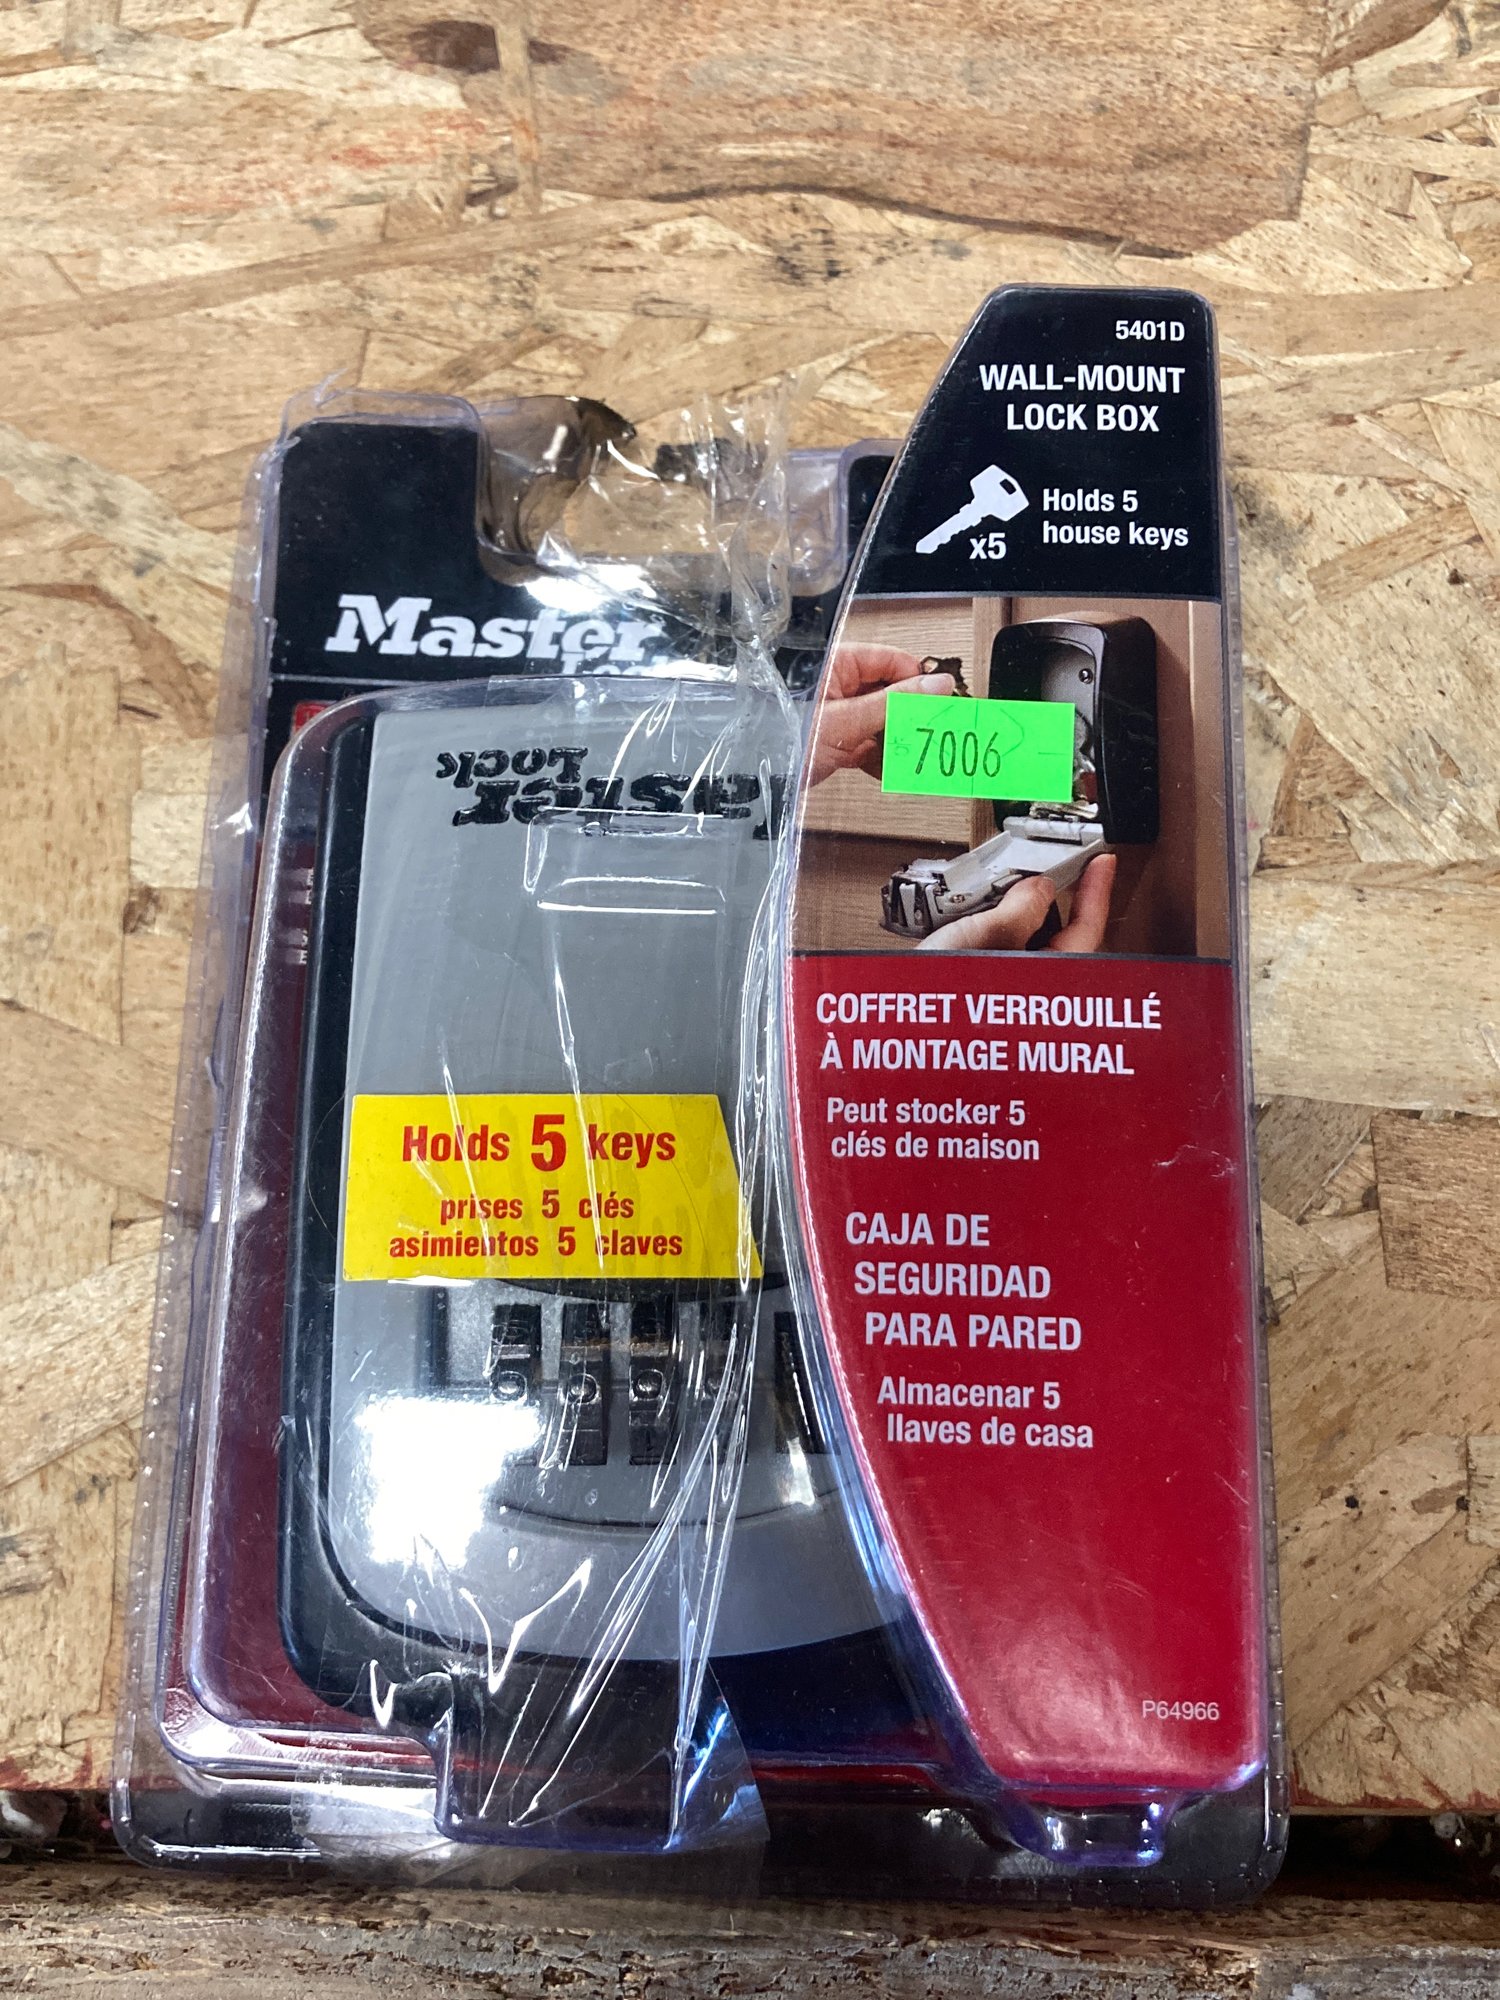 5401D
WALL-MOUNT
LOCK BOX
x5
Holds 5
house keys
Master
Lock
7006
Master
Lock
COFFRET VERROUILLÉ
À MONTAGE MURAL
Peut stocker 5
clés de maison
Holds 5 keys
prises 5 clés
asimientos 5 claves
CAJA DE
SEGURIDAD
PARA PARED
Almacenar 5
llaves de casa
P64966